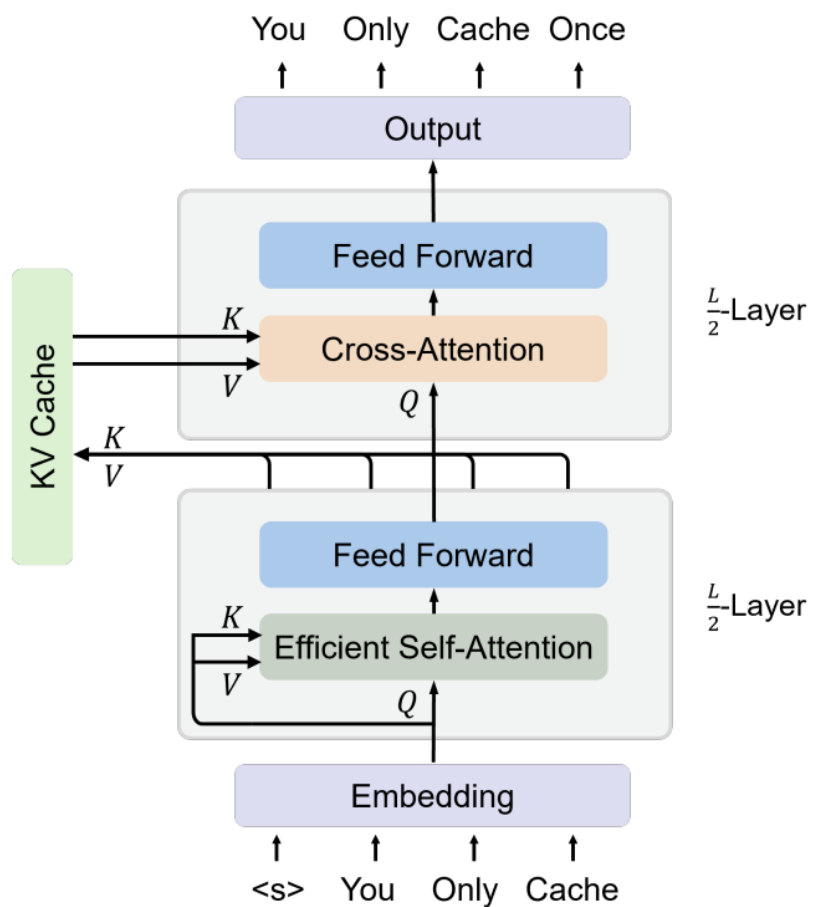 You Only Cache Once
Output
Feed Forward
K
Cross-Attention
V
Q
L/2-Layer
KV Cache
K
V
Feed Forward
K
Efficient Self-Attention
V
Q
L/2-Layer
Embedding
<s> You Only Cache